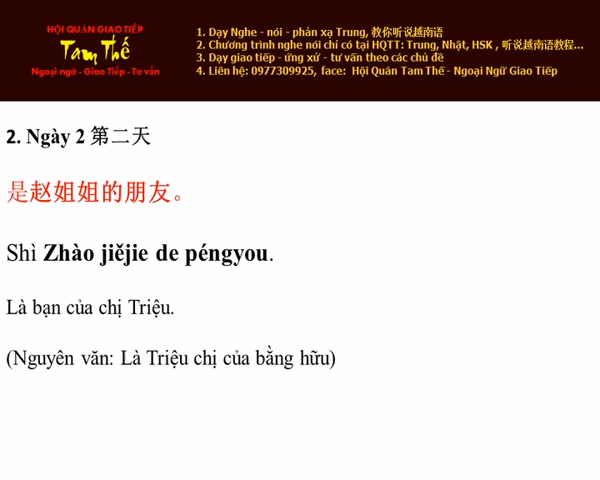 HỘI QUÁN GIAO TIẾP
Tam Thế
Ngoại ngữ - Giao Tiếp - Tư vấn
1. Dạy Nghe - nói - phản xạ Trung, 教你听说越南语
2. Chương trình nghe nói chỉ có tại HQTT: Trung, Nhật, HSK , 听说越南语教程...
3. Dạy giao tiếp - ứng xử - tư vấn theo các chủ đề
4. Liên hệ: 0977309925, face: Hội Quán Tam Thế - Ngoại Ngữ Giao Tiếp
2. Ngày 2 第二天
是赵姐姐的朋友。
Shì Zhào jiějie de péngyou.
Là bạn của chị Triệu.
(Nguyên văn: Là Triệu chị của bằng hữu)